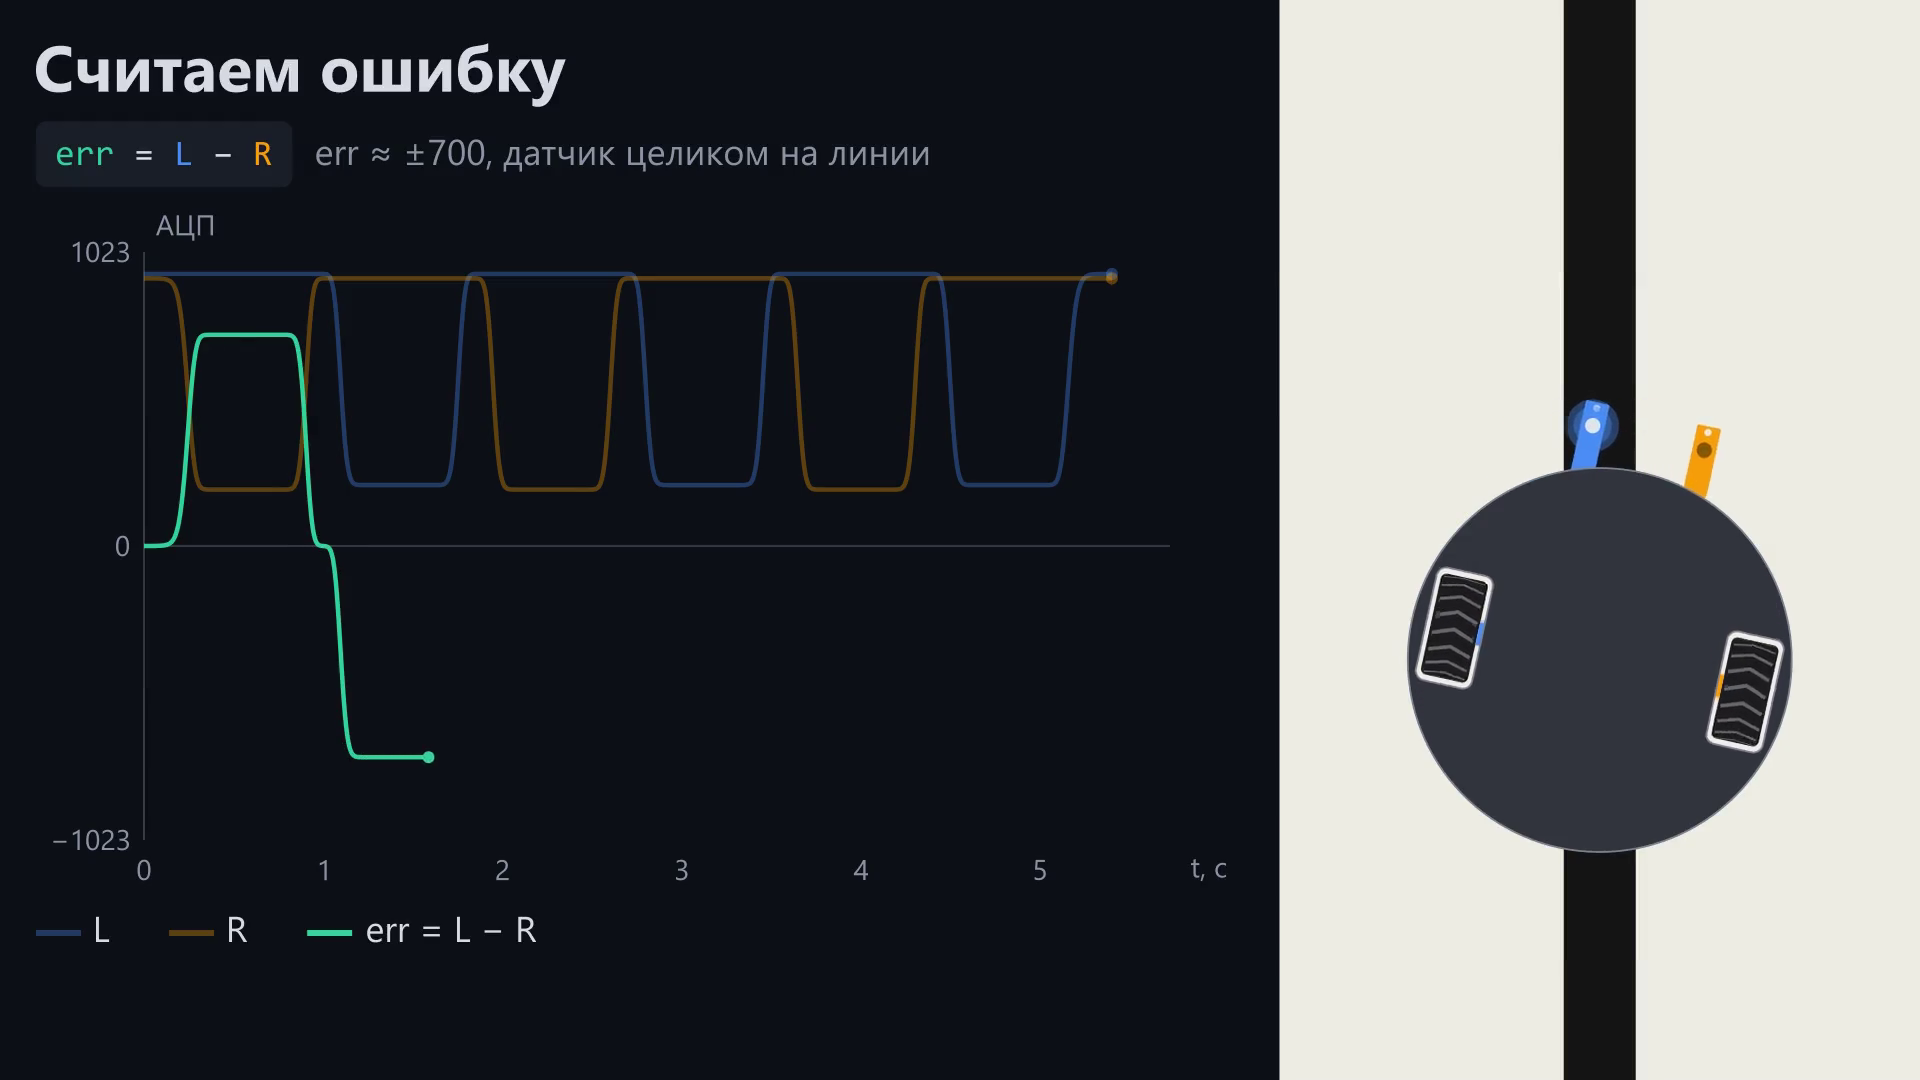 Считаем ошибку
err = L − R err ≈ ±700, датчик целиком на линии
АЦП
1023
0
−1023
0 1 2 3 4 5 t, с
L R err = L − R